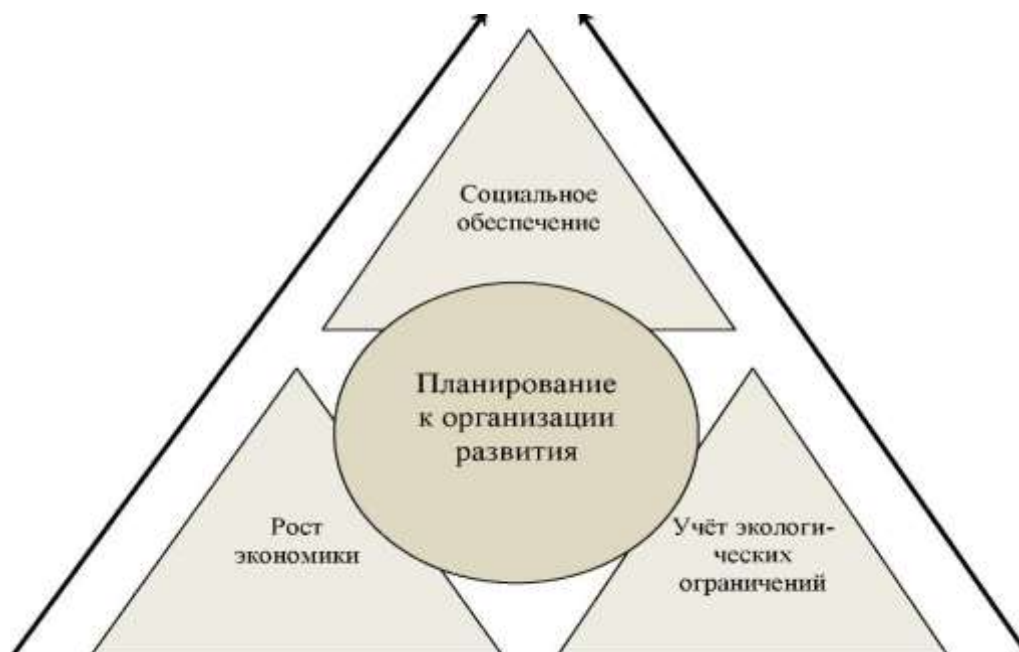 Социальное
обеспечение
Планирование
к организации
развития
Рост
экономики
Учёт экологи-
ческих
ограничений